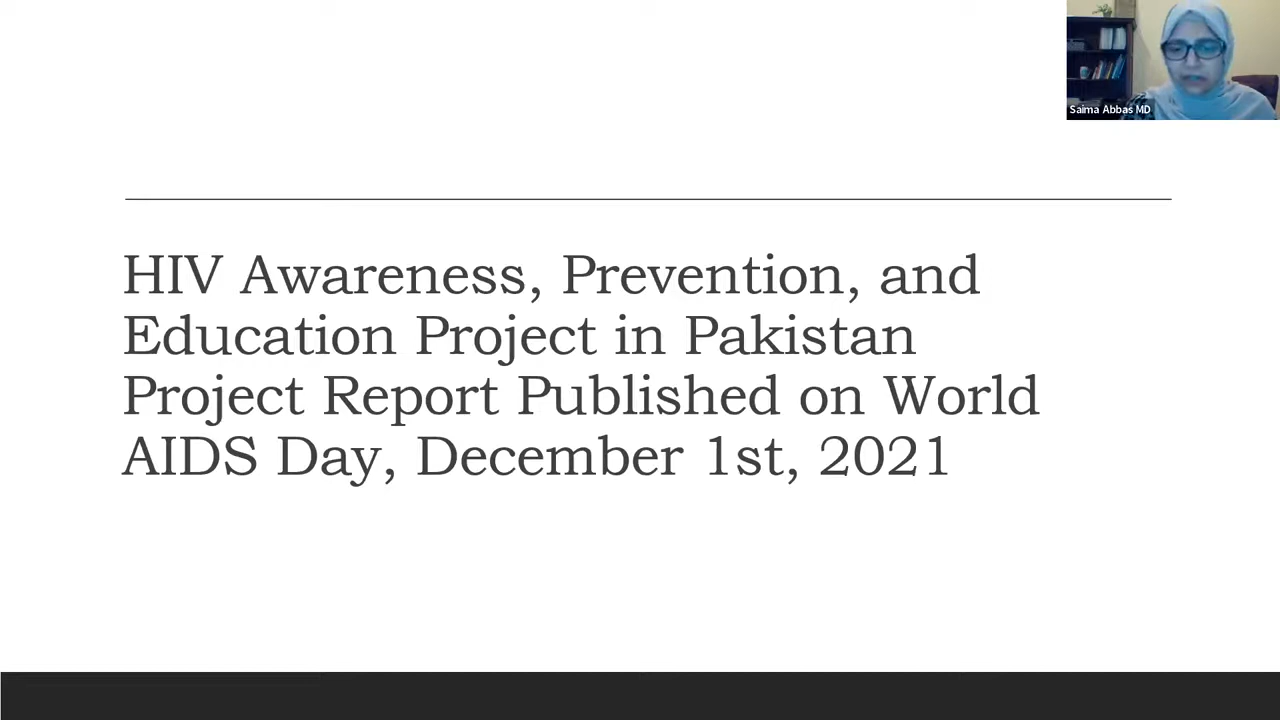 Saima Abbas MD
HIV Awareness, Prevention, and
Education Project in Pakistan
Project Report Published on World
AIDS Day, December 1st, 2021